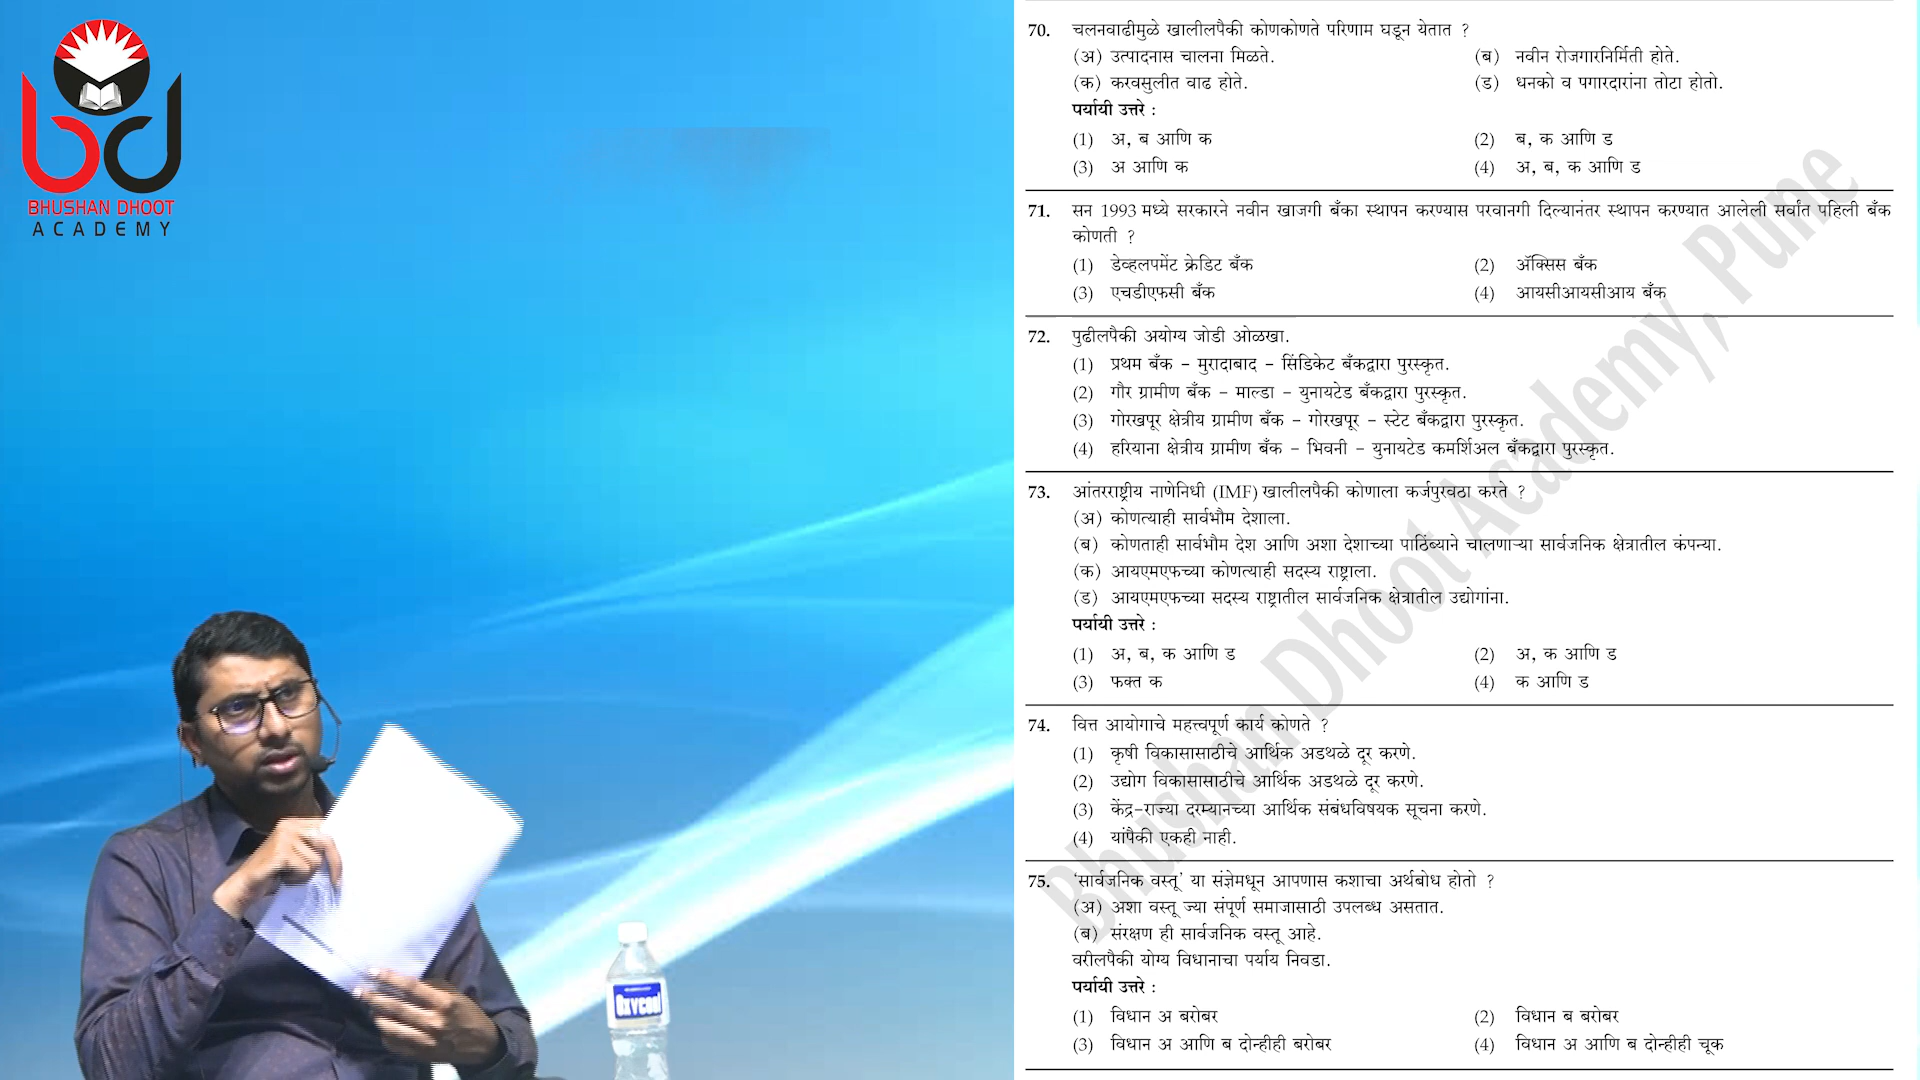 BHUSHAN DHOOT
ACADEMY
Oxycool
70. चलनवाढीमुळे खालीलपैकी कोणकोणते परिणाम घडून येतात ?
(अ) उत्पादनास चालना मिळते. (ब) नवीन रोजगारनिर्मिती होते.
(क) करवसुलीत वाढ होते. (ड) धनको व पगारदारांना तोटा होतो.
पर्यायी उत्तरे :
(1) अ, ब आणि क (2) ब, क आणि ड
(3) अ आणि क (4) अ, ब, क आणि ड
71. सन 1993 मध्ये सरकारने नवीन खाजगी बँका स्थापन करण्यास परवानगी दिल्यानंतर स्थापन करण्यात आलेली सर्वांत पहिली बँक
कोणती ?
(1) डेव्हलपमेंट क्रेडिट बँक (2) ॲक्सिस बँक
(3) एचडीएफसी बँक (4) आयसीआयसीआय बँक
72. पुढीलपैकी अयोग्य जोडी ओळखा.
(1) प्रथम बँक - मुरादाबाद - सिंडिकेट बँकद्वारा पुरस्कृत.
(2) गौर ग्रामीण बँक - माल्डा - युनायटेड बँकद्वारा पुरस्कृत.
(3) गोरखपूर क्षेत्रीय ग्रामीण बँक - गोरखपूर - स्टेट बँकद्वारा पुरस्कृत.
(4) हरियाना क्षेत्रीय ग्रामीण बँक - भिवनी - युनायटेड कमर्शिअल बँकद्वारा पुरस्कृत.
73. आंतरराष्ट्रीय नाणेनिधी (IMF) खालीलपैकी कोणाला कर्जपुरवठा करते ?
(अ) कोणत्याही सार्वभौम देशाला.
(ब) कोणताही सार्वभौम देश आणि अशा देशाच्या पाठिंब्याने चालणाऱ्या सार्वजनिक क्षेत्रातील कंपन्या.
(क) आयएमएफच्या कोणत्याही सदस्य राष्ट्राला.
(ड) आयएमएफच्या सदस्य राष्ट्रातील सार्वजनिक क्षेत्रातील उद्योगांना.
पर्यायी उत्तरे :
(1) अ, ब, क आणि ड (2) अ, क आणि ड
(3) फक्त क (4) क आणि ड
74. वित्त आयोगाचे महत्त्वपूर्ण कार्य कोणते ?
(1) कृषी विकासासाठीचे आर्थिक अडथळे दूर करणे.
(2) उद्योग विकासासाठीचे आर्थिक अडथळे दूर करणे.
(3) केंद्र-राज्या दरम्यानच्या आर्थिक संबंधविषयक सूचना करणे.
(4) यांपैकी एकही नाही.
75. 'सार्वजनिक वस्तू' या संज्ञेमधून आपणास कशाचा अर्थबोध होतो ?
(अ) अशा वस्तू ज्या संपूर्ण समाजासाठी उपलब्ध असतात.
(ब) संरक्षण ही सार्वजनिक वस्तू आहे.
वरीलपैकी योग्य विधानाचा पर्याय निवडा.
पर्यायी उत्तरे :
(1) विधान अ बरोबर (2) विधान ब बरोबर
(3) विधान अ आणि ब दोन्हीही बरोबर (4) विधान अ आणि ब दोन्हीही चूक
Bhushan Dhoot Academy, Pune